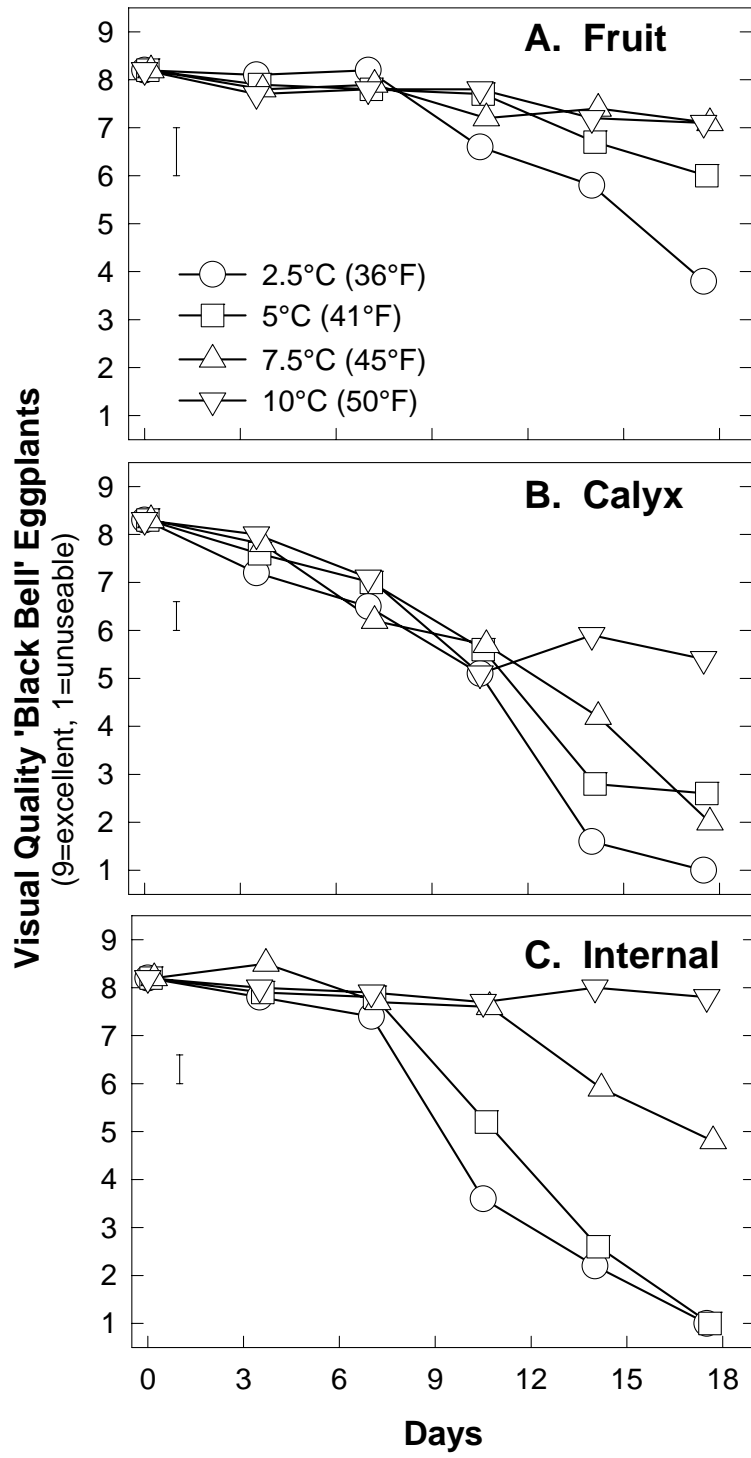 Visual Quality 'Black Bell' Eggplants
(9=excellent, 1=unuseable)
A. Fruit
9
8
7
6
5
4
3
2
1
2.5°C (36°F)
5°C (41°F)
7.5°C (45°F)
10°C (50°F)
B. Calyx
9
8
7
6
5
4
3
2
1
C. Internal
9
8
7
6
5
4
3
2
1
0 3 6 9 12 15 18
Days